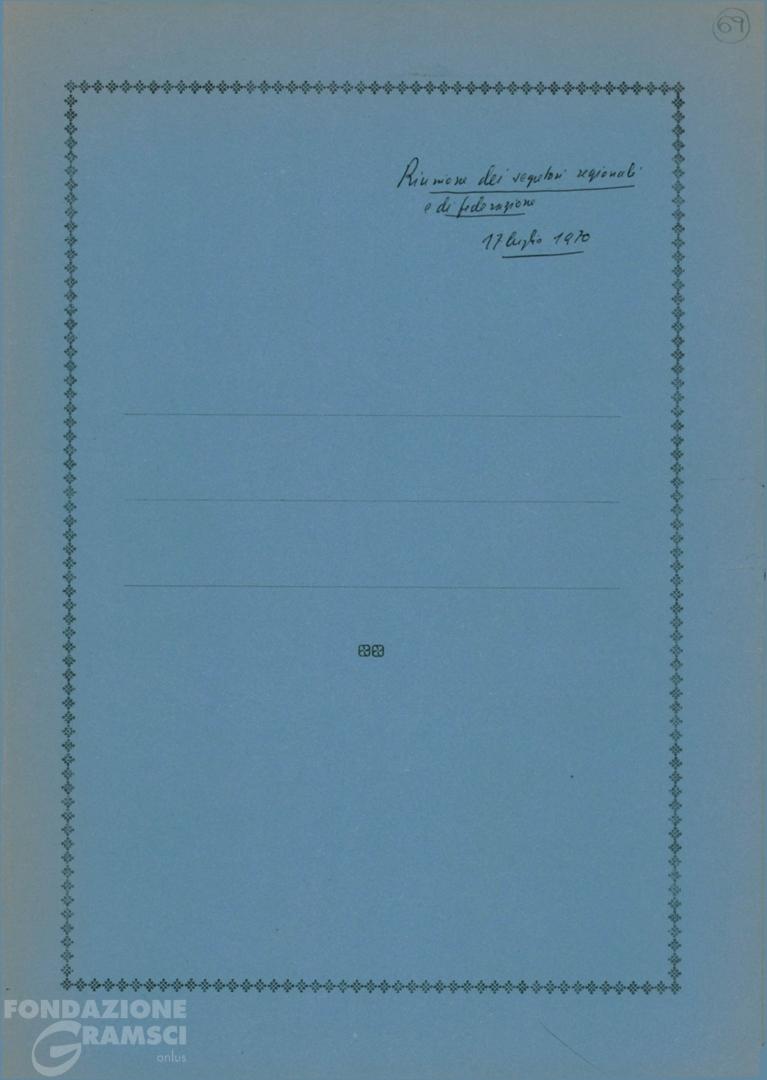 69
Riunione dei segretari regionali
e di federazione
17 luglio 1970
FONDAZIONE
GRAMSCI
onlus